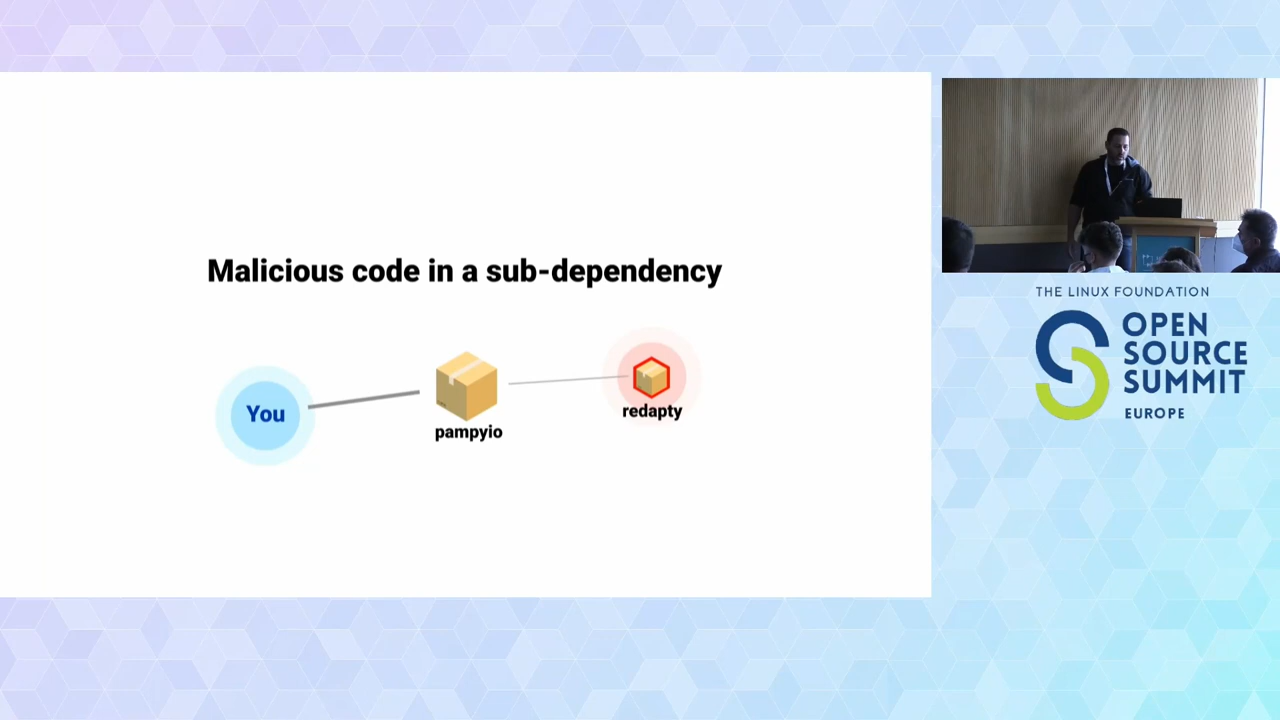 Malicious code in a sub-dependency
You
pampyio
redapty
THE LINUX FOUNDATION
OPEN
SOURCE
SUMMIT
EUROPE